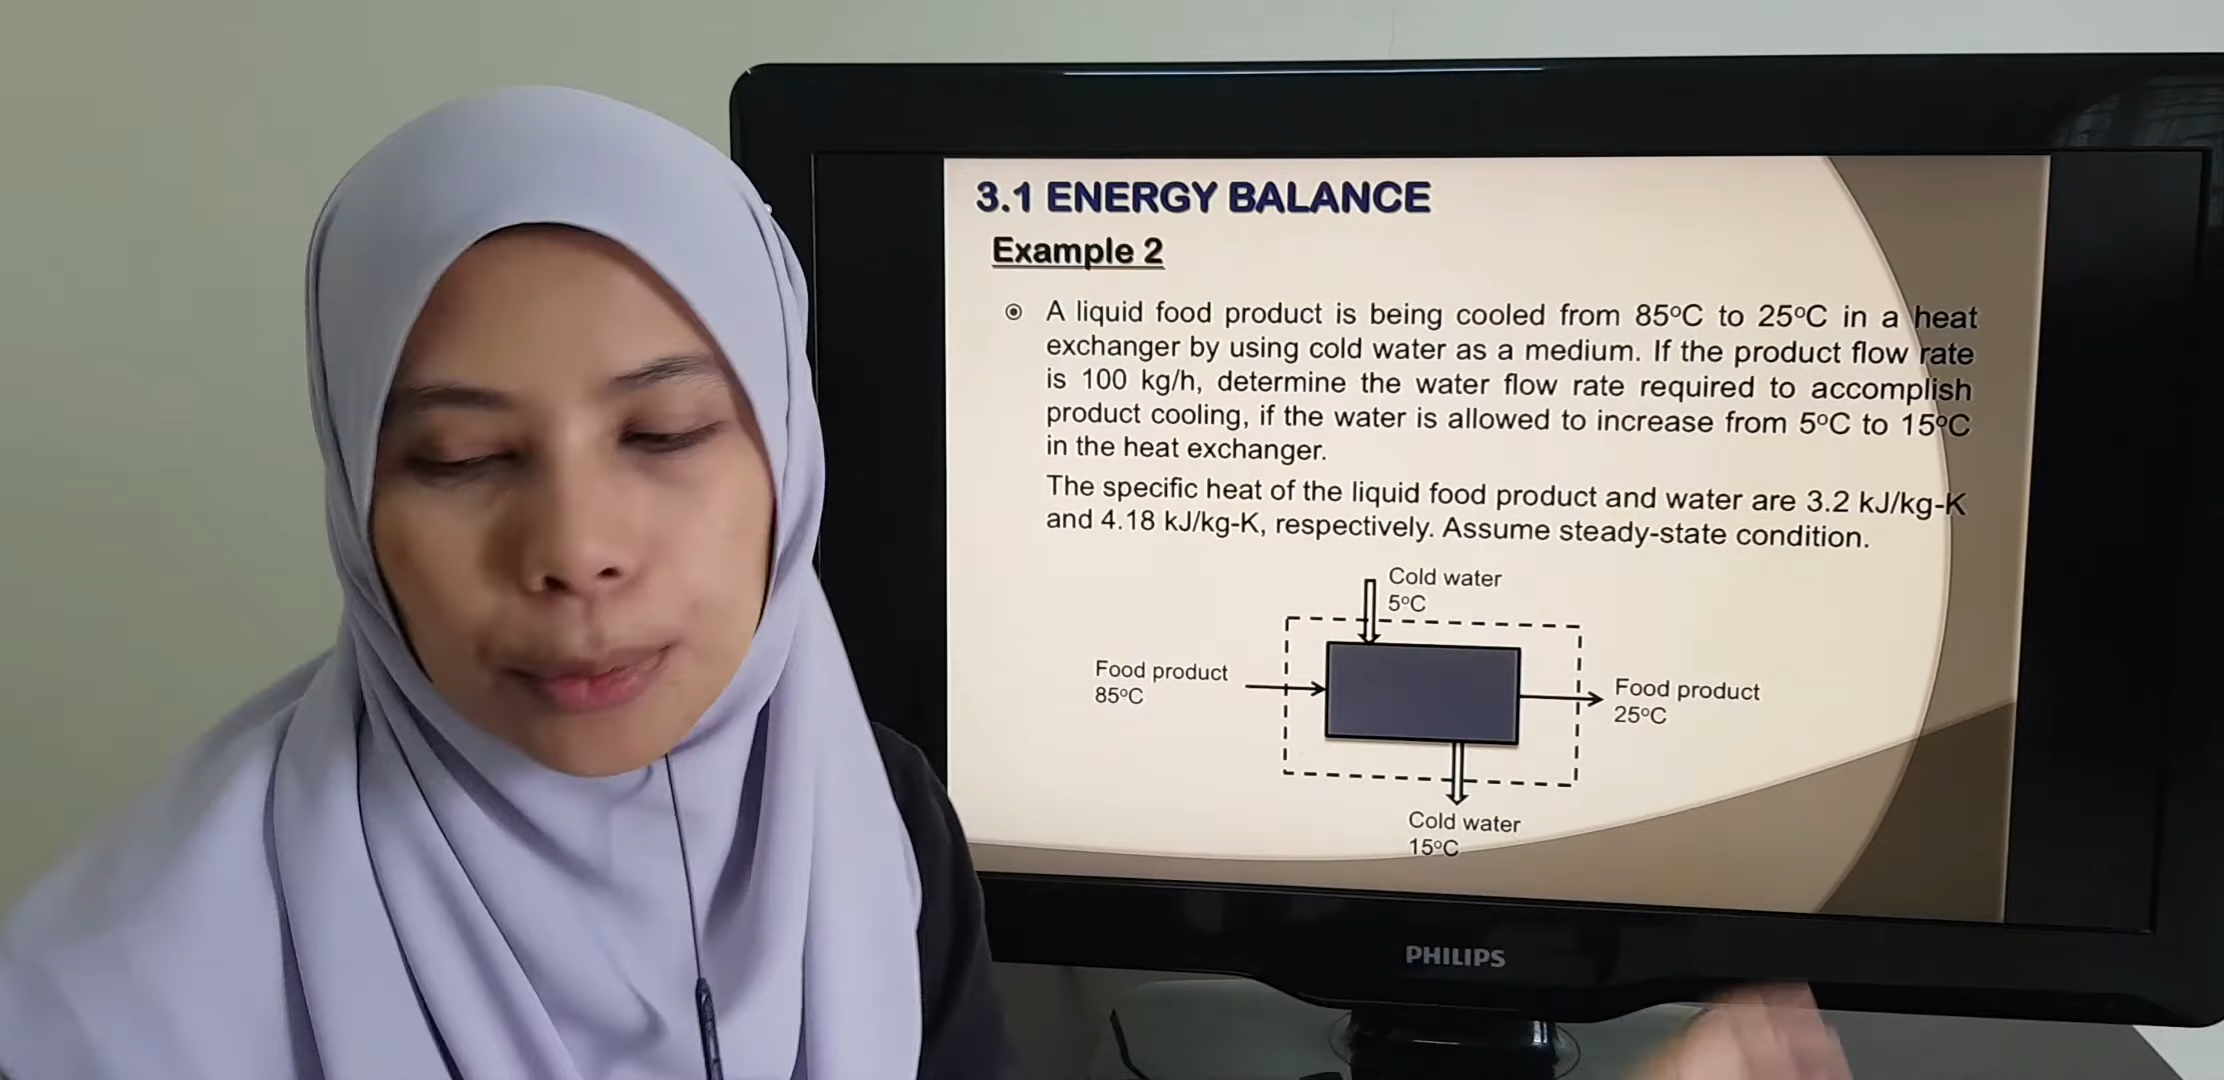 3.1 ENERGY BALANCE
Example 2
A liquid food product is being cooled from 85°C to 25°C in a heat
exchanger by using cold water as a medium. If the product flow rate
is 100 kg/h, determine the water flow rate required to accomplish
product cooling, if the water is allowed to increase from 5°C to 15°C
in the heat exchanger.
The specific heat of the liquid food product and water are 3.2 kJ/kg-K
and 4.18 kJ/kg-K, respectively. Assume steady-state condition.
Cold water
5°C
Food product
85°C
Food product
25°C
Cold water
15°C
PHILIPS